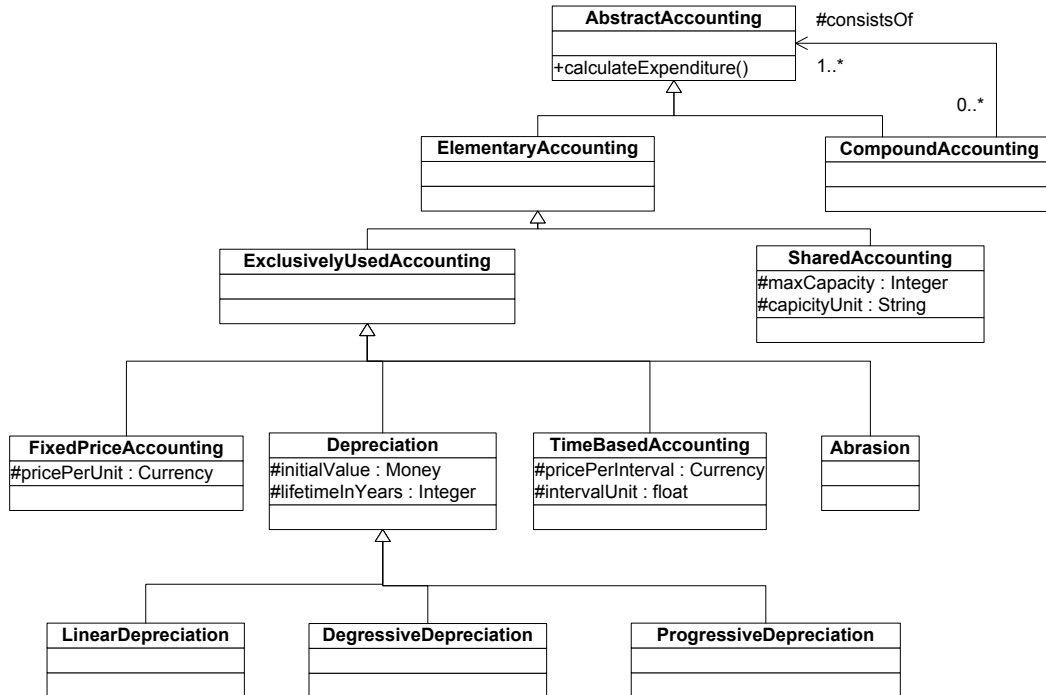 AbstractAccounting
#consistsOf
+calculateExpenditure()
1..*
0..*
ElementaryAccounting
CompoundAccounting
ExclusivelyUsedAccounting
SharedAccounting
#maxCapacity : Integer
#capicityUnit : String
FixedPriceAccounting
#pricePerUnit : Currency
Depreciation
#initialValue : Money
#lifetimeInYears : Integer
TimeBasedAccounting
#pricePerInterval : Currency
#intervalUnit : float
Abrasion
LinearDepreciation
DegressiveDepreciation
ProgressiveDepreciation